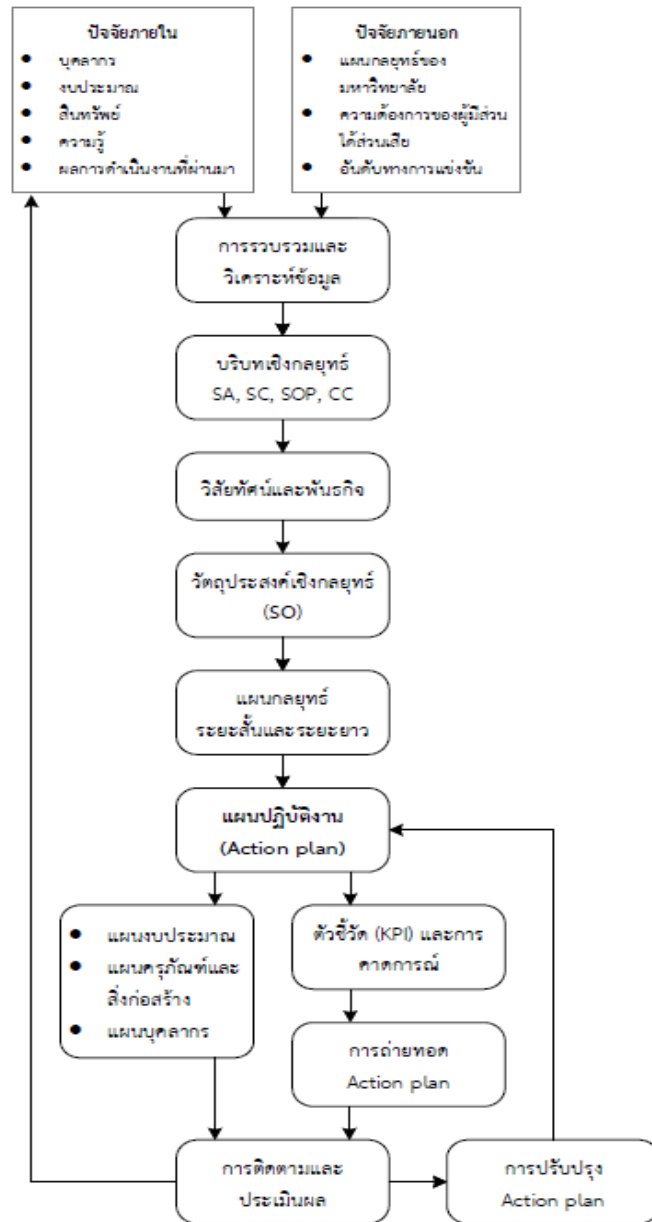 ปัจจัยภายใน
● บุคลากร
● งบประมาณ
● สินทรัพย์
● ความรู้
● ผลการดำเนินงานที่ผ่านมา
ปัจจัยภายนอก
● แผนกลยุทธ์ของ
มหาวิทยาลัย
● ความต้องการของผู้มีส่วน
ได้ส่วนเสีย
● อันดับทางการแข่งขัน
การรวบรวมและ
วิเคราะห์ข้อมูล
บริบทเชิงกลยุทธ์
SA, SC, SOP, CC
วิสัยทัศน์และพันธกิจ
วัตถุประสงค์เชิงกลยุทธ์
(SO)
แผนกลยุทธ์
ระยะสั้นและระยะยาว
แผนปฏิบัติงาน
(Action plan)
● แผนงบประมาณ
● แผนครุภัณฑ์และ
สิ่งก่อสร้าง
● แผนบุคลากร
ตัวชี้วัด (KPI) และการ
คาดการณ์
การถ่ายทอด
Action plan
การติดตามและ
ประเมินผล
การปรับปรุง
Action plan